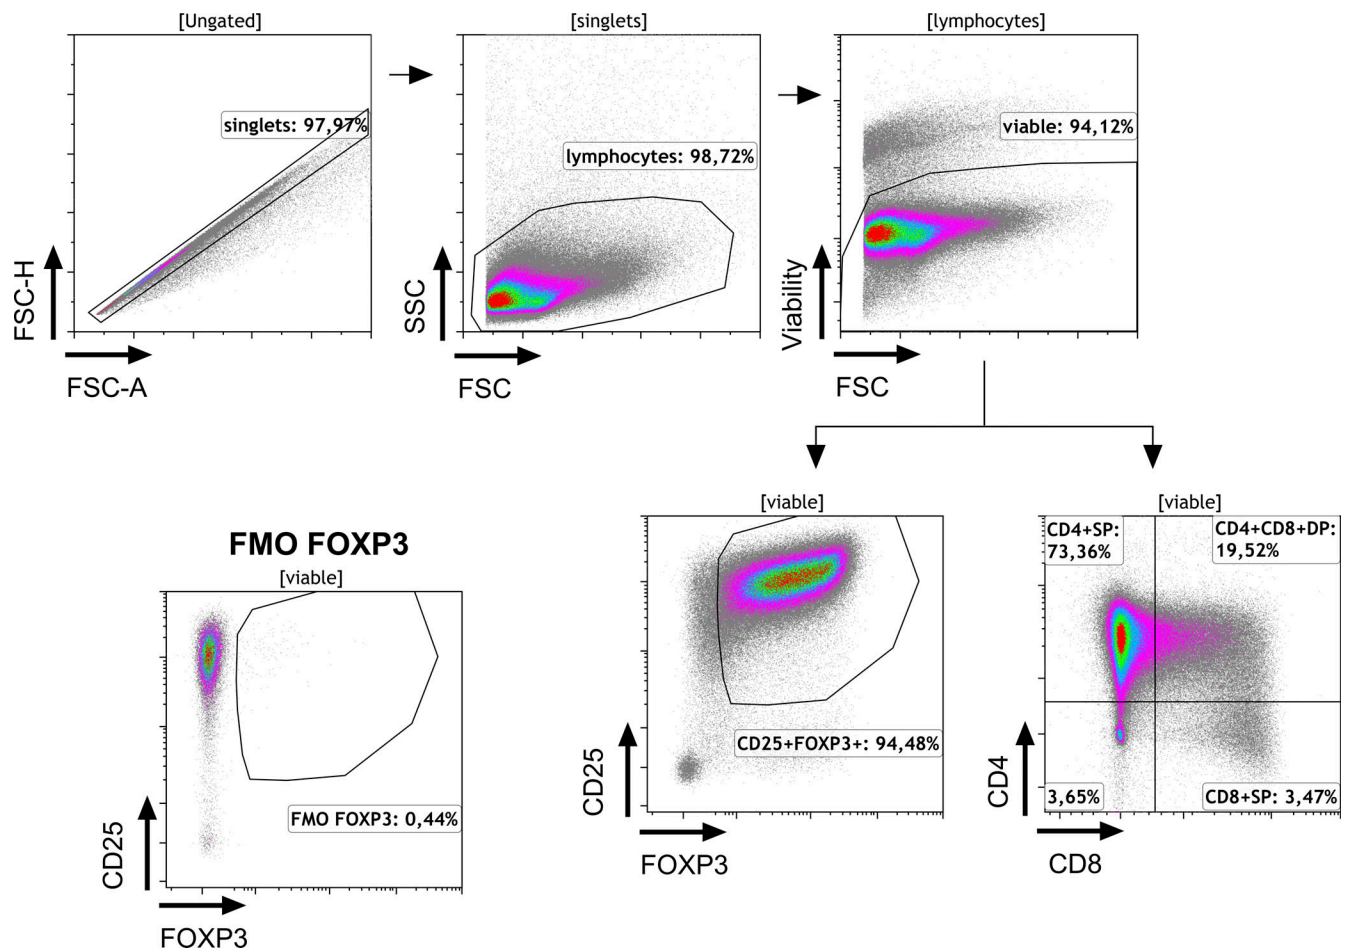 [Ungated]
singlets: 97,97%
FSC-H
FSC-A
[singlets]
lymphocytes: 98,72%
SSC
FSC
[lymphocytes]
viable: 94,12%
Viability
FSC
FMO FOXP3
[viable]
FMO FOXP3: 0,44%
CD25
FOXP3
[viable]
CD25+FOXP3+: 94,48%
CD25
FOXP3
[viable]
CD4+SP:
73,36%
CD4+CD8+DP:
19,52%
3,65%
CD8+SP: 3,47%
CD4
CD8